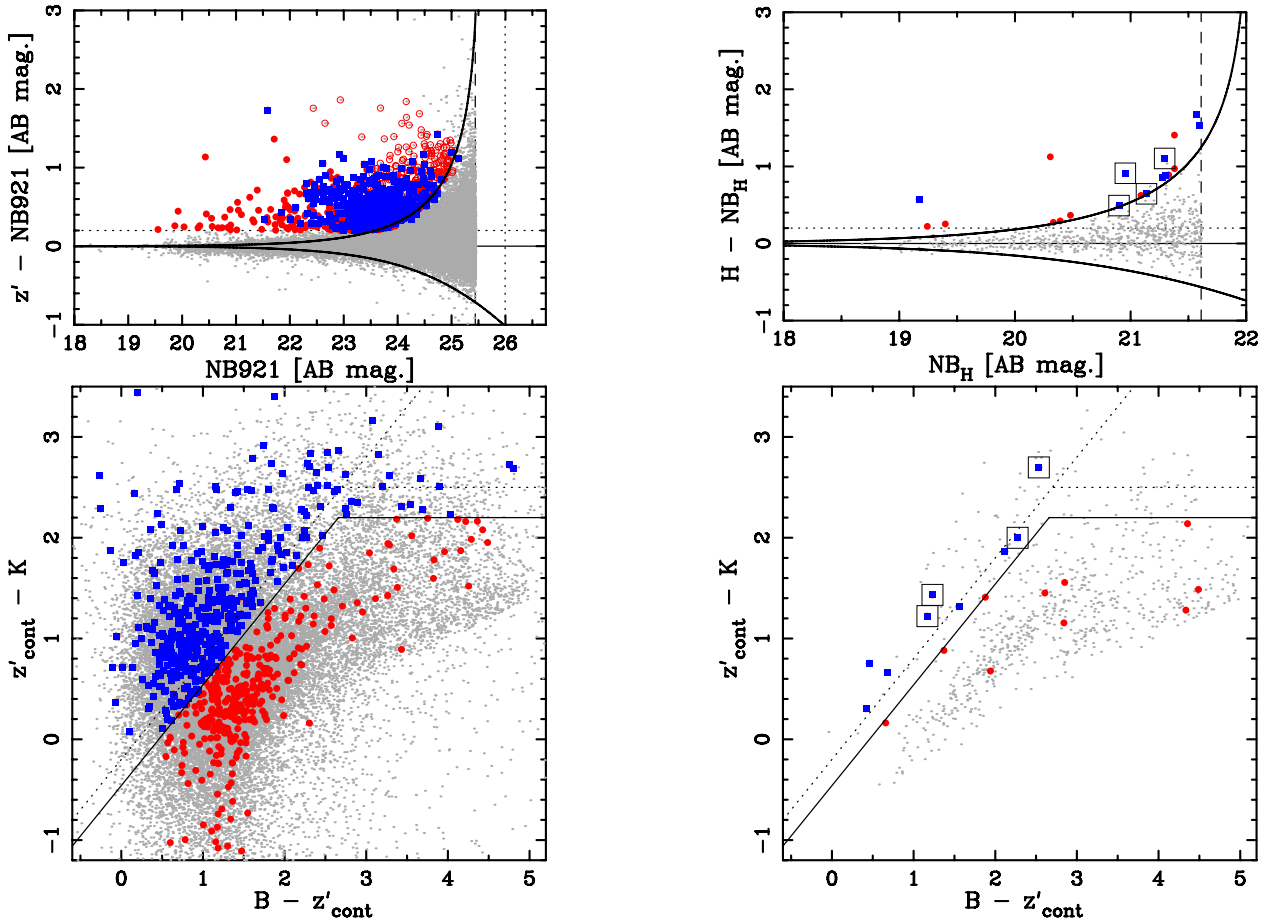 3
2
1
0
−1
z' − NB921 [AB mag.]
18 19 20 21 22 23 24 25 26
NB921 [AB mag.]
3
2
1
0
−1
H − NB_H [AB mag.]
18 19 20 21 22
NB_H [AB mag.]
3
2
1
0
−1
z'_cont − K
0 1 2 3 4 5
B − z'_cont
3
2
1
0
−1
z'_cont − K
0 1 2 3 4 5
B − z'_cont